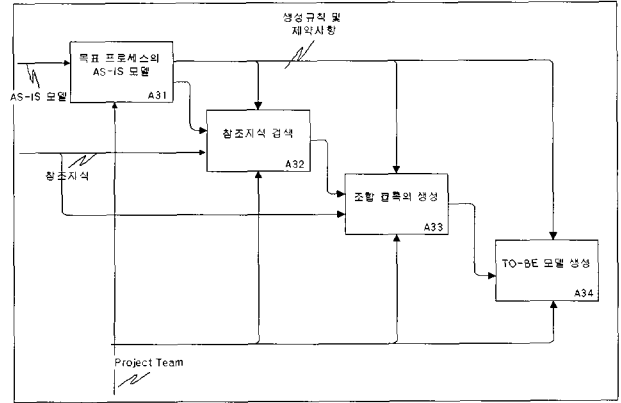 생성규칙 및
제약사항
목표 프로세스의
AS-IS 모델
A31
AS-IS 모델
참조지식 검색
A32
참조지식
조합 블록의 생성
A33
TO-BE 모델 생성
A34
Project Team